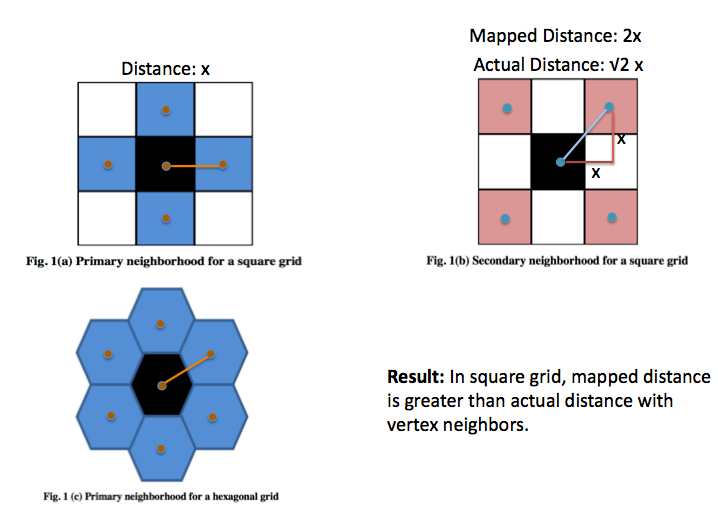 Mapped Distance: 2x
Actual Distance: √2 x
Distance: x
x
x
Fig. 1(a) Primary neighborhood for a square grid
Fig. 1(b) Secondary neighborhood for a square grid
Result: In square grid, mapped distance
is greater than actual distance with
vertex neighbors.
Fig. 1 (c) Primary neighborhood for a hexagonal grid